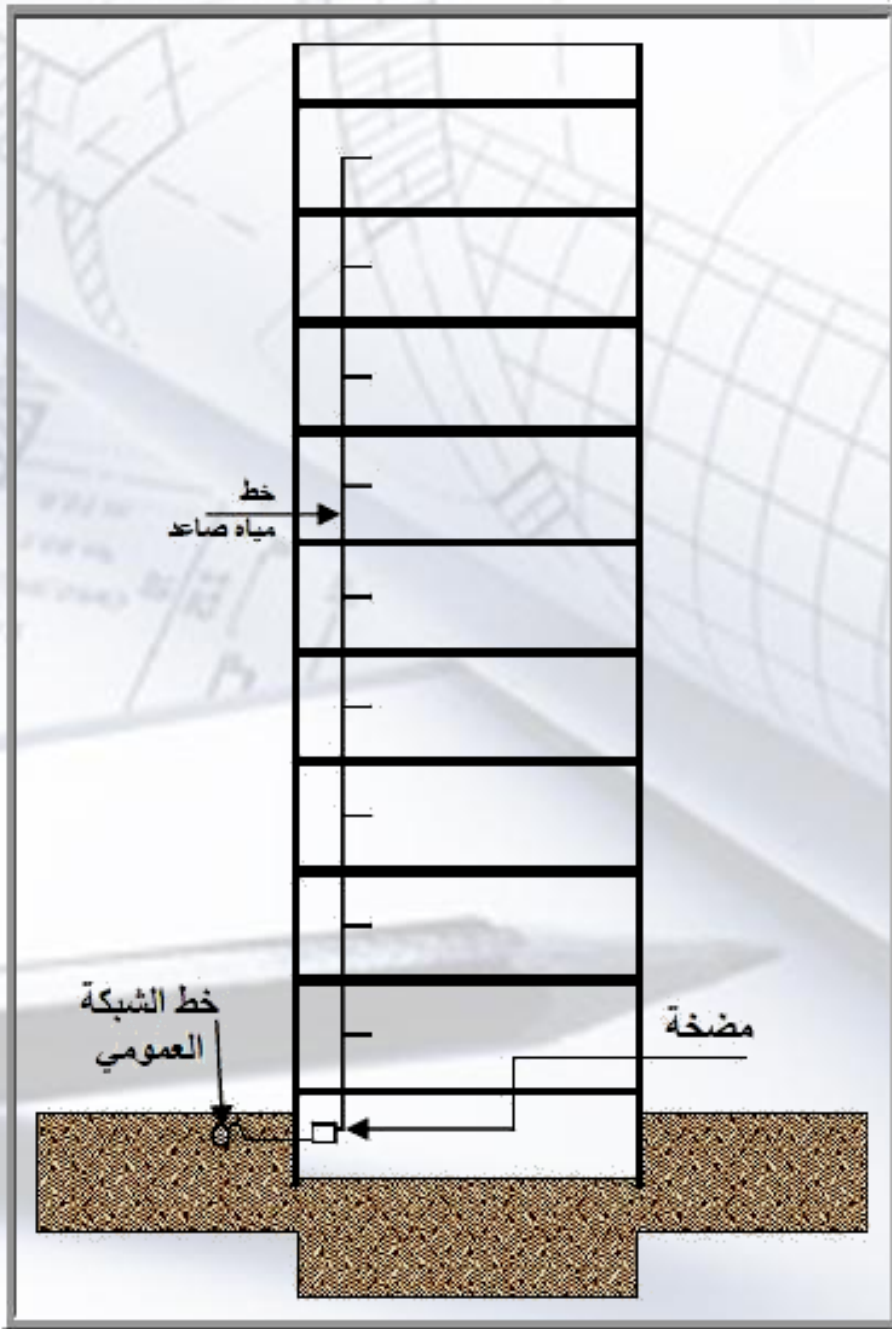 خط
مياه صاعد
خط الشبكة
العمومي
مضخة